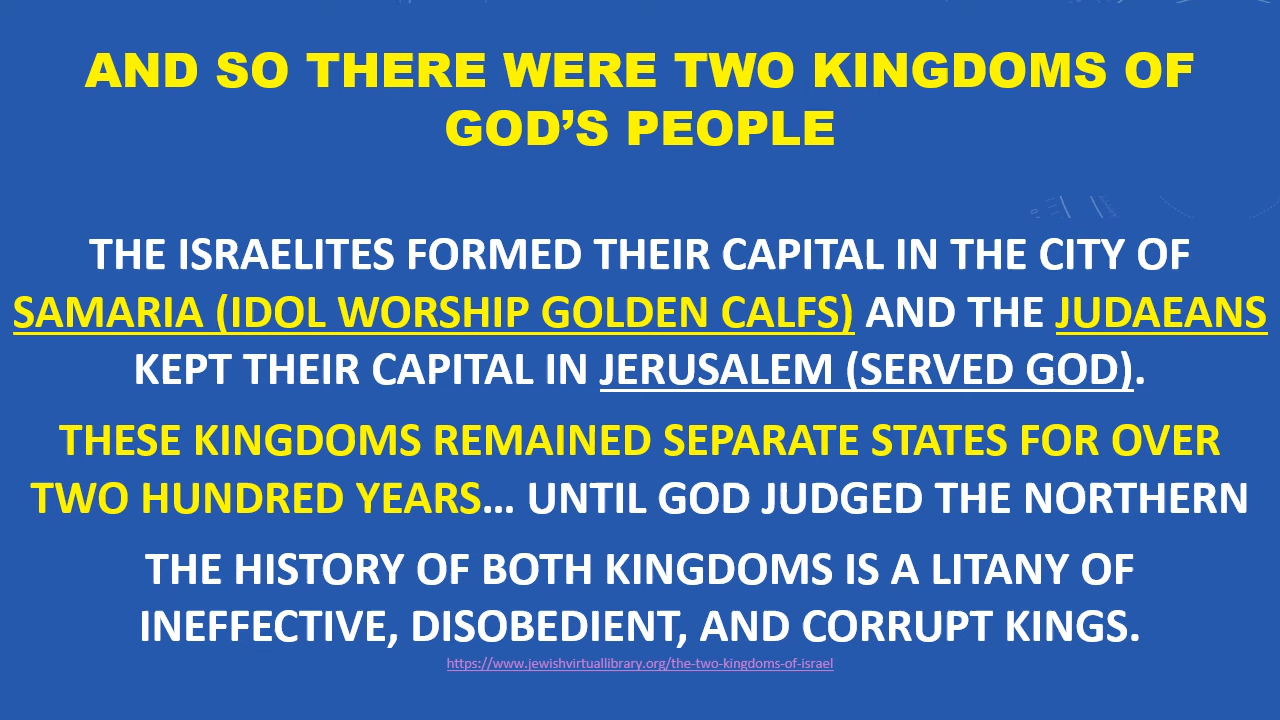 AND SO THERE WERE TWO KINGDOMS OF
GOD’S PEOPLE
THE ISRAELITES FORMED THEIR CAPITAL IN THE CITY OF
SAMARIA (IDOL WORSHIP GOLDEN CALFS) AND THE JUDAEANS
KEPT THEIR CAPITAL IN JERUSALEM (SERVED GOD).
THESE KINGDOMS REMAINED SEPARATE STATES FOR OVER
TWO HUNDRED YEARS... UNTIL GOD JUDGED THE NORTHERN
THE HISTORY OF BOTH KINGDOMS IS A LITANY OF
INEFFECTIVE, DISOBEDIENT, AND CORRUPT KINGS.
https://www.jewishvirtuallibrary.org/the-two-kingdoms-of-israel